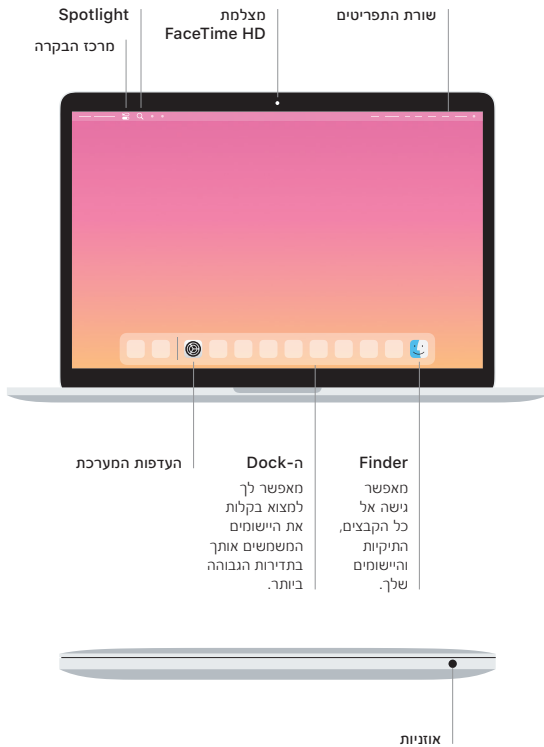 שורת התפריטים
מצלמת
FaceTime HD
Spotlight
מרכז הבקרה
Finder
מאפשר
גישה אל
כל הקבצים,
התיקיות
והיישומים
שלך.
ה-Dock
מאפשר לך
למצוא בקלות
את היישומים
המשמשים אותך
בתדירות הגבוהה
ביותר.
העדפות המערכת
אוזניות